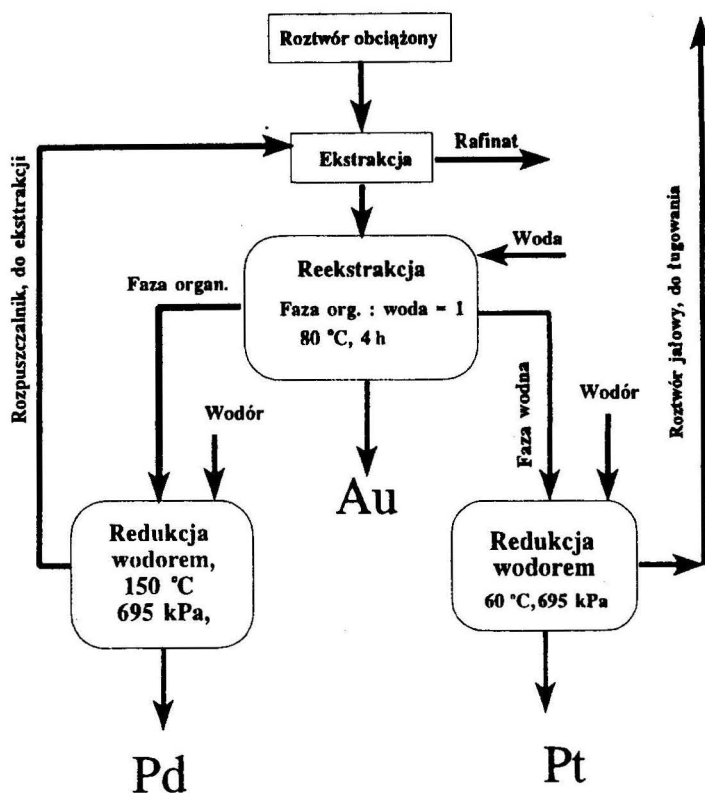 Roztwór obciążony
Ekstrakcja
Rafinat
Rozpuszczalnik, do eksttrakcji
Reekstrakcja
Faza org. : woda = 1
80 °C, 4 h
Woda
Faza organ.
Faza wodna
Roztwór jałowy, do ługowania
Wodór
Wodór
Au
Redukcja
wodorem,
150 °C
695 kPa,
Redukcja
wodorem
60 °C, 695 kPa
Pd
Pt